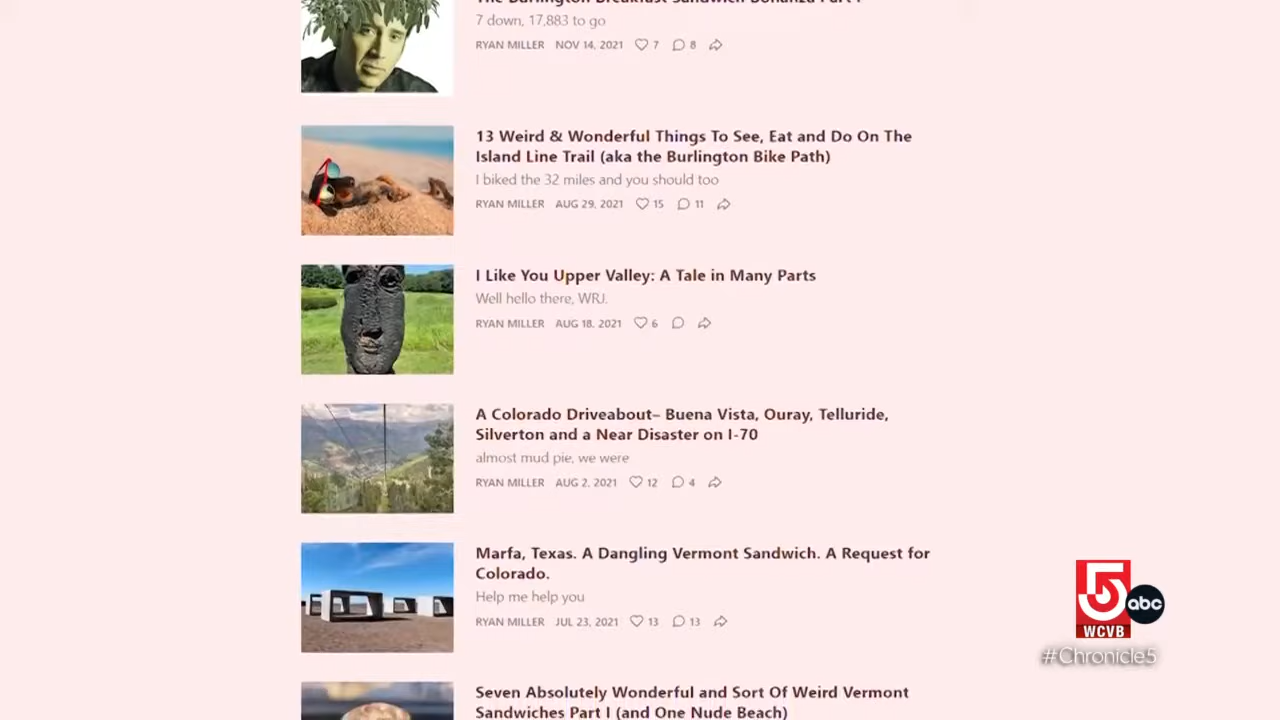 The Burlington Breakfast Sandwich Bonanza Part I
7 down, 17,883 to go
RYAN MILLER NOV 14, 2021 7 8
13 Weird & Wonderful Things To See, Eat and Do On The
Island Line Trail (aka the Burlington Bike Path)
I biked the 32 miles and you should too
RYAN MILLER AUG 29, 2021 15 11
I Like You Upper Valley: A Tale in Many Parts
Well hello there, WRJ.
RYAN MILLER AUG 18, 2021 6
A Colorado Driveabout– Buena Vista, Ouray, Telluride,
Silverton and a Near Disaster on I-70
almost mud pie, we were
RYAN MILLER AUG 2, 2021 12 4
Marfa, Texas. A Dangling Vermont Sandwich. A Request for
Colorado.
Help me help you
RYAN MILLER JUL 23, 2021 13 13
Seven Absolutely Wonderful and Sort Of Weird Vermont
Sandwiches Part I (and One Nude Beach)
5 abc
WCVB
#Chronicle5